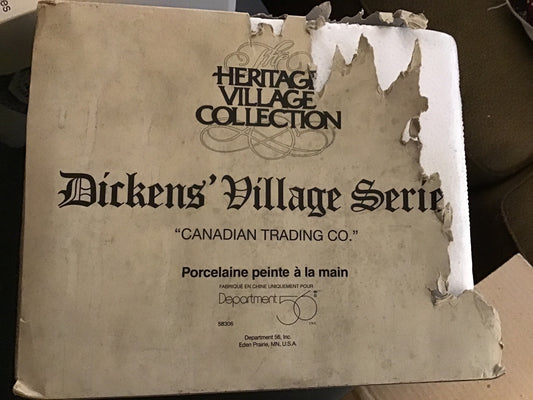 The
HERITAGE
VILLAGE
COLLECTION
Dickens' Village Serie
"CANADIAN TRADING CO."
Porcelaine peinte à la main
FABRIQUÉ EN CHINE UNIQUEMENT POUR
Department 56
INC.
58306
Department 56, Inc.
Eden Prairie, MN, U.S.A.